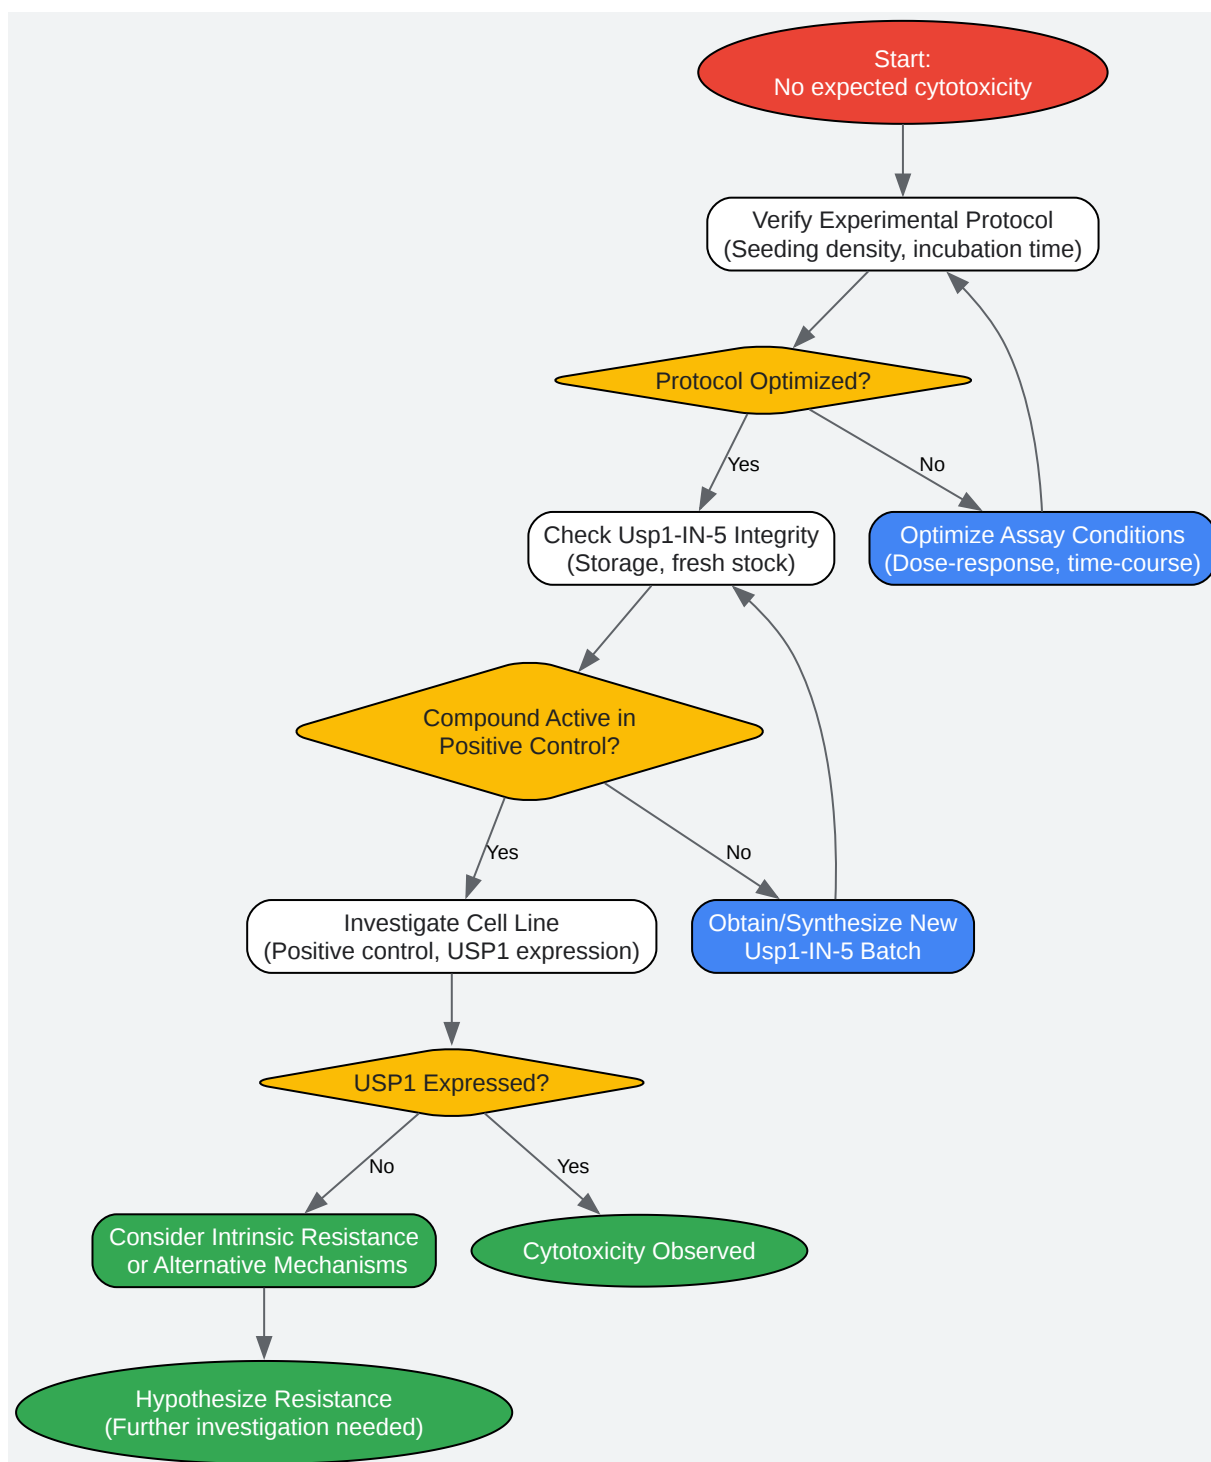 Start:
No expected cytotoxicity
Verify Experimental Protocol
(Seeding density, incubation time)
Protocol Optimized?
Yes
No
Check Usp1-IN-5 Integrity
(Storage, fresh stock)
Optimize Assay Conditions
(Dose-response, time-course)
Compound Active in
Positive Control?
Yes
No
Investigate Cell Line
(Positive control, USP1 expression)
Obtain/Synthesize New
Usp1-IN-5 Batch
USP1 Expressed?
No
Yes
Consider Intrinsic Resistance
or Alternative Mechanisms
Cytotoxicity Observed
Hypothesize Resistance
(Further investigation needed)